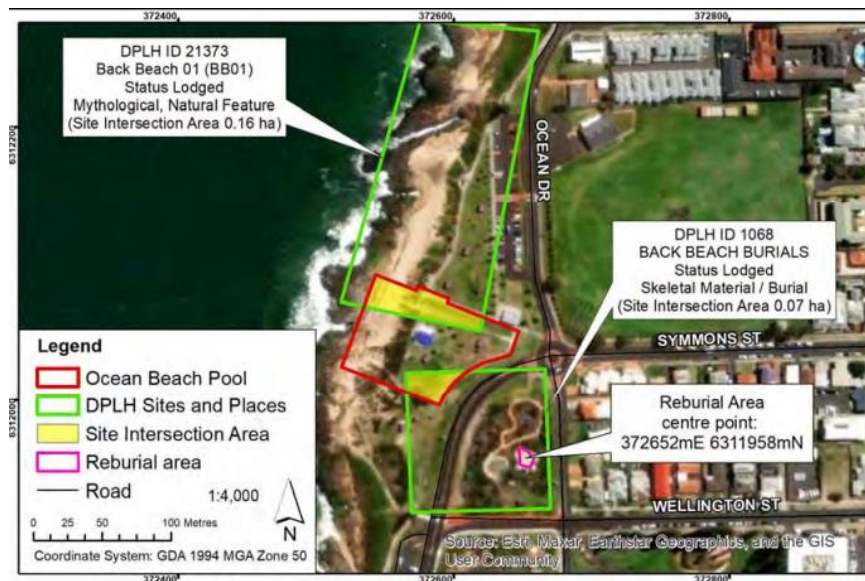 372400
372600
372800
DPLH ID 21373
Back Beach 01 (BB01)
Status Lodged
Mythological, Natural Feature
(Site Intersection Area 0.16 ha)
6312200
OCEAN DR
DPLH ID 1068
BACK BEACH BURIALS
Status Lodged
Skeletal Material / Burial
(Site Intersection Area 0.07 ha)
SYMMONS ST
Legend
Ocean Beach Pool
DPLH Sites and Places
Site Intersection Area
Reburial area
Road
1:4,000
0 20 40 60 80 100 Metres
N
Coordinate System: GDA 1994 MGA Zone 50
6312000
Reburial Area
centre point:
372652mE 6311958mN
WELLINGTON ST
Source: Esri, Maxar, Earthstar Geographics, and the GIS
User Community
372400
372600
372800